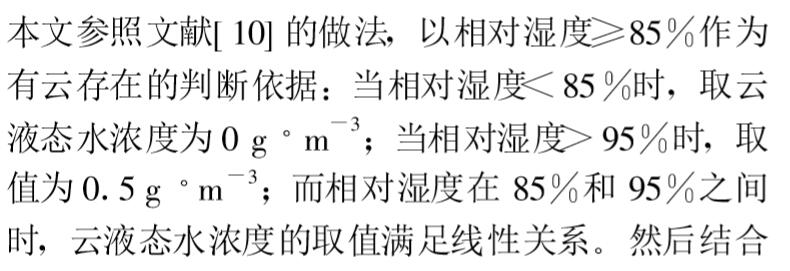 本文参照文献[10]的做法，以相对湿度≥85%作为
有云存在的判断依据：当相对湿度<85%时，取云
液态水浓度为0 g°m⁻³；当相对湿度>95%时，取
值为0.5 g°m⁻³；而相对湿度在85%和95%之间
时，云液态水浓度的取值满足线性关系。然后结合